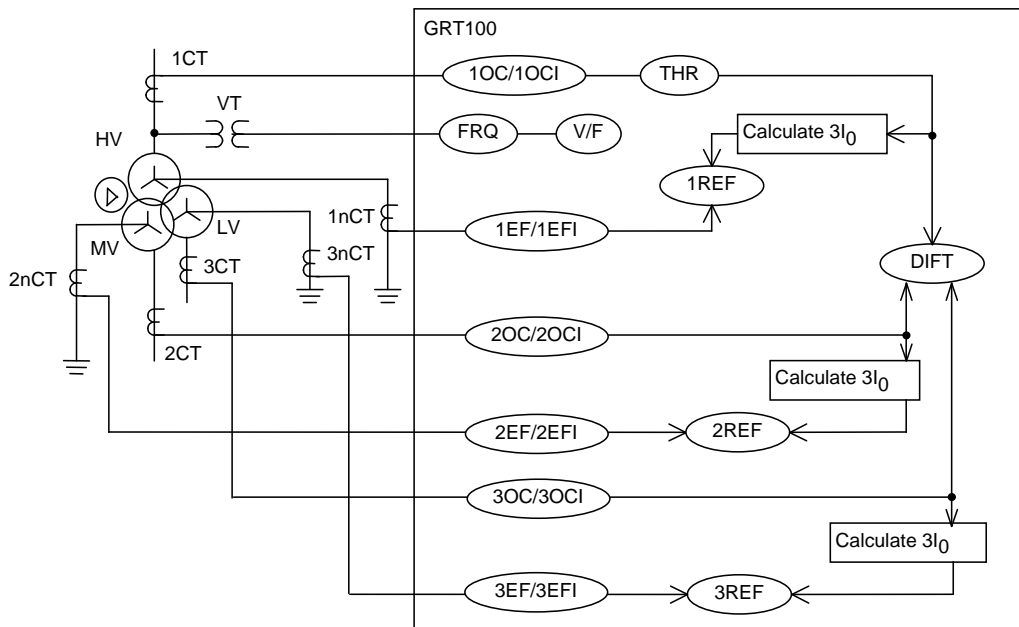 GRT100
1CT
1OC/1OCI
THR
VT
HV
FRQ
V/F
Calculate 3I0
1REF
1nCT
1EF/1EFI
LV
MV
3nCT
3CT
2nCT
DIFT
2CT
2OC/2OCI
Calculate 3I0
2EF/2EFI
2REF
3OC/3OCI
Calculate 3I0
3EF/3EFI
3REF